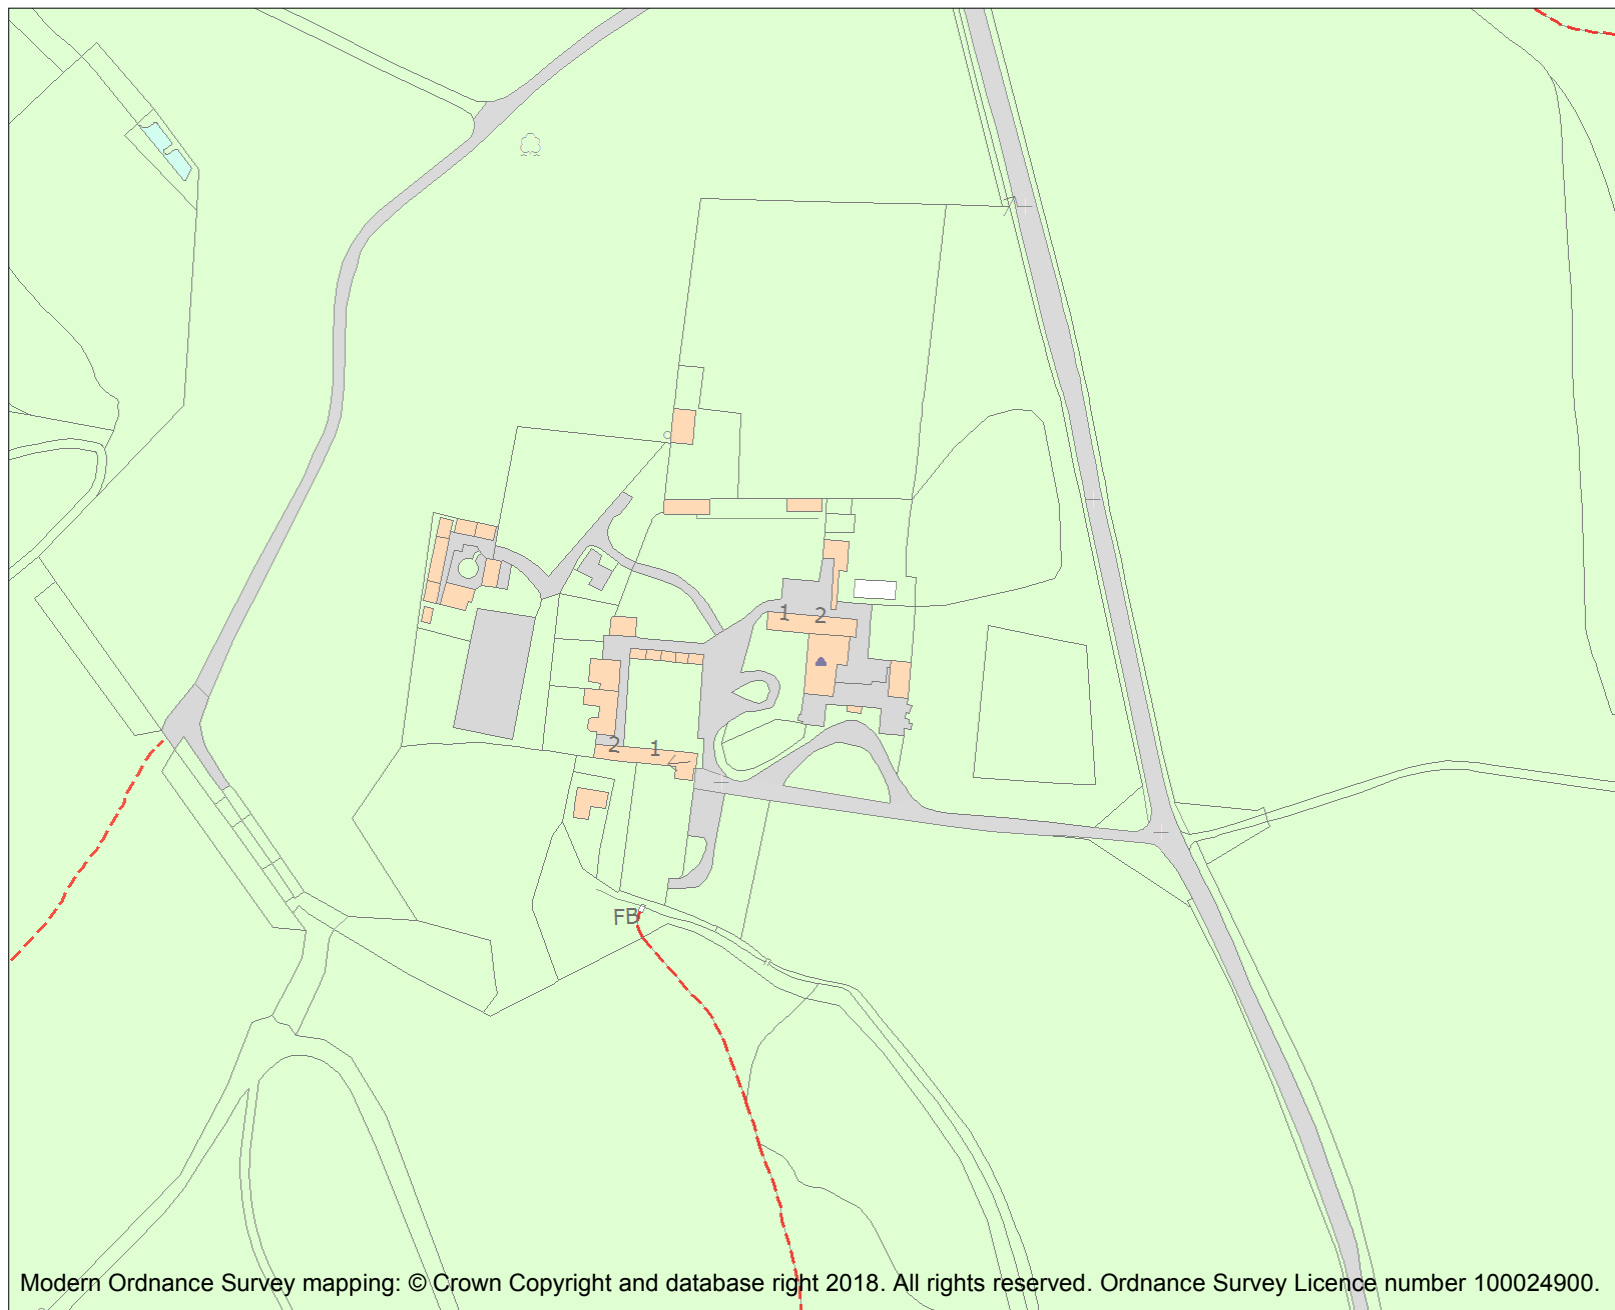 1 2
2 1
FB
Modern Ordnance Survey mapping: © Crown Copyright and database right 2018. All rights reserved. Ordnance Survey Licence number 100024900.